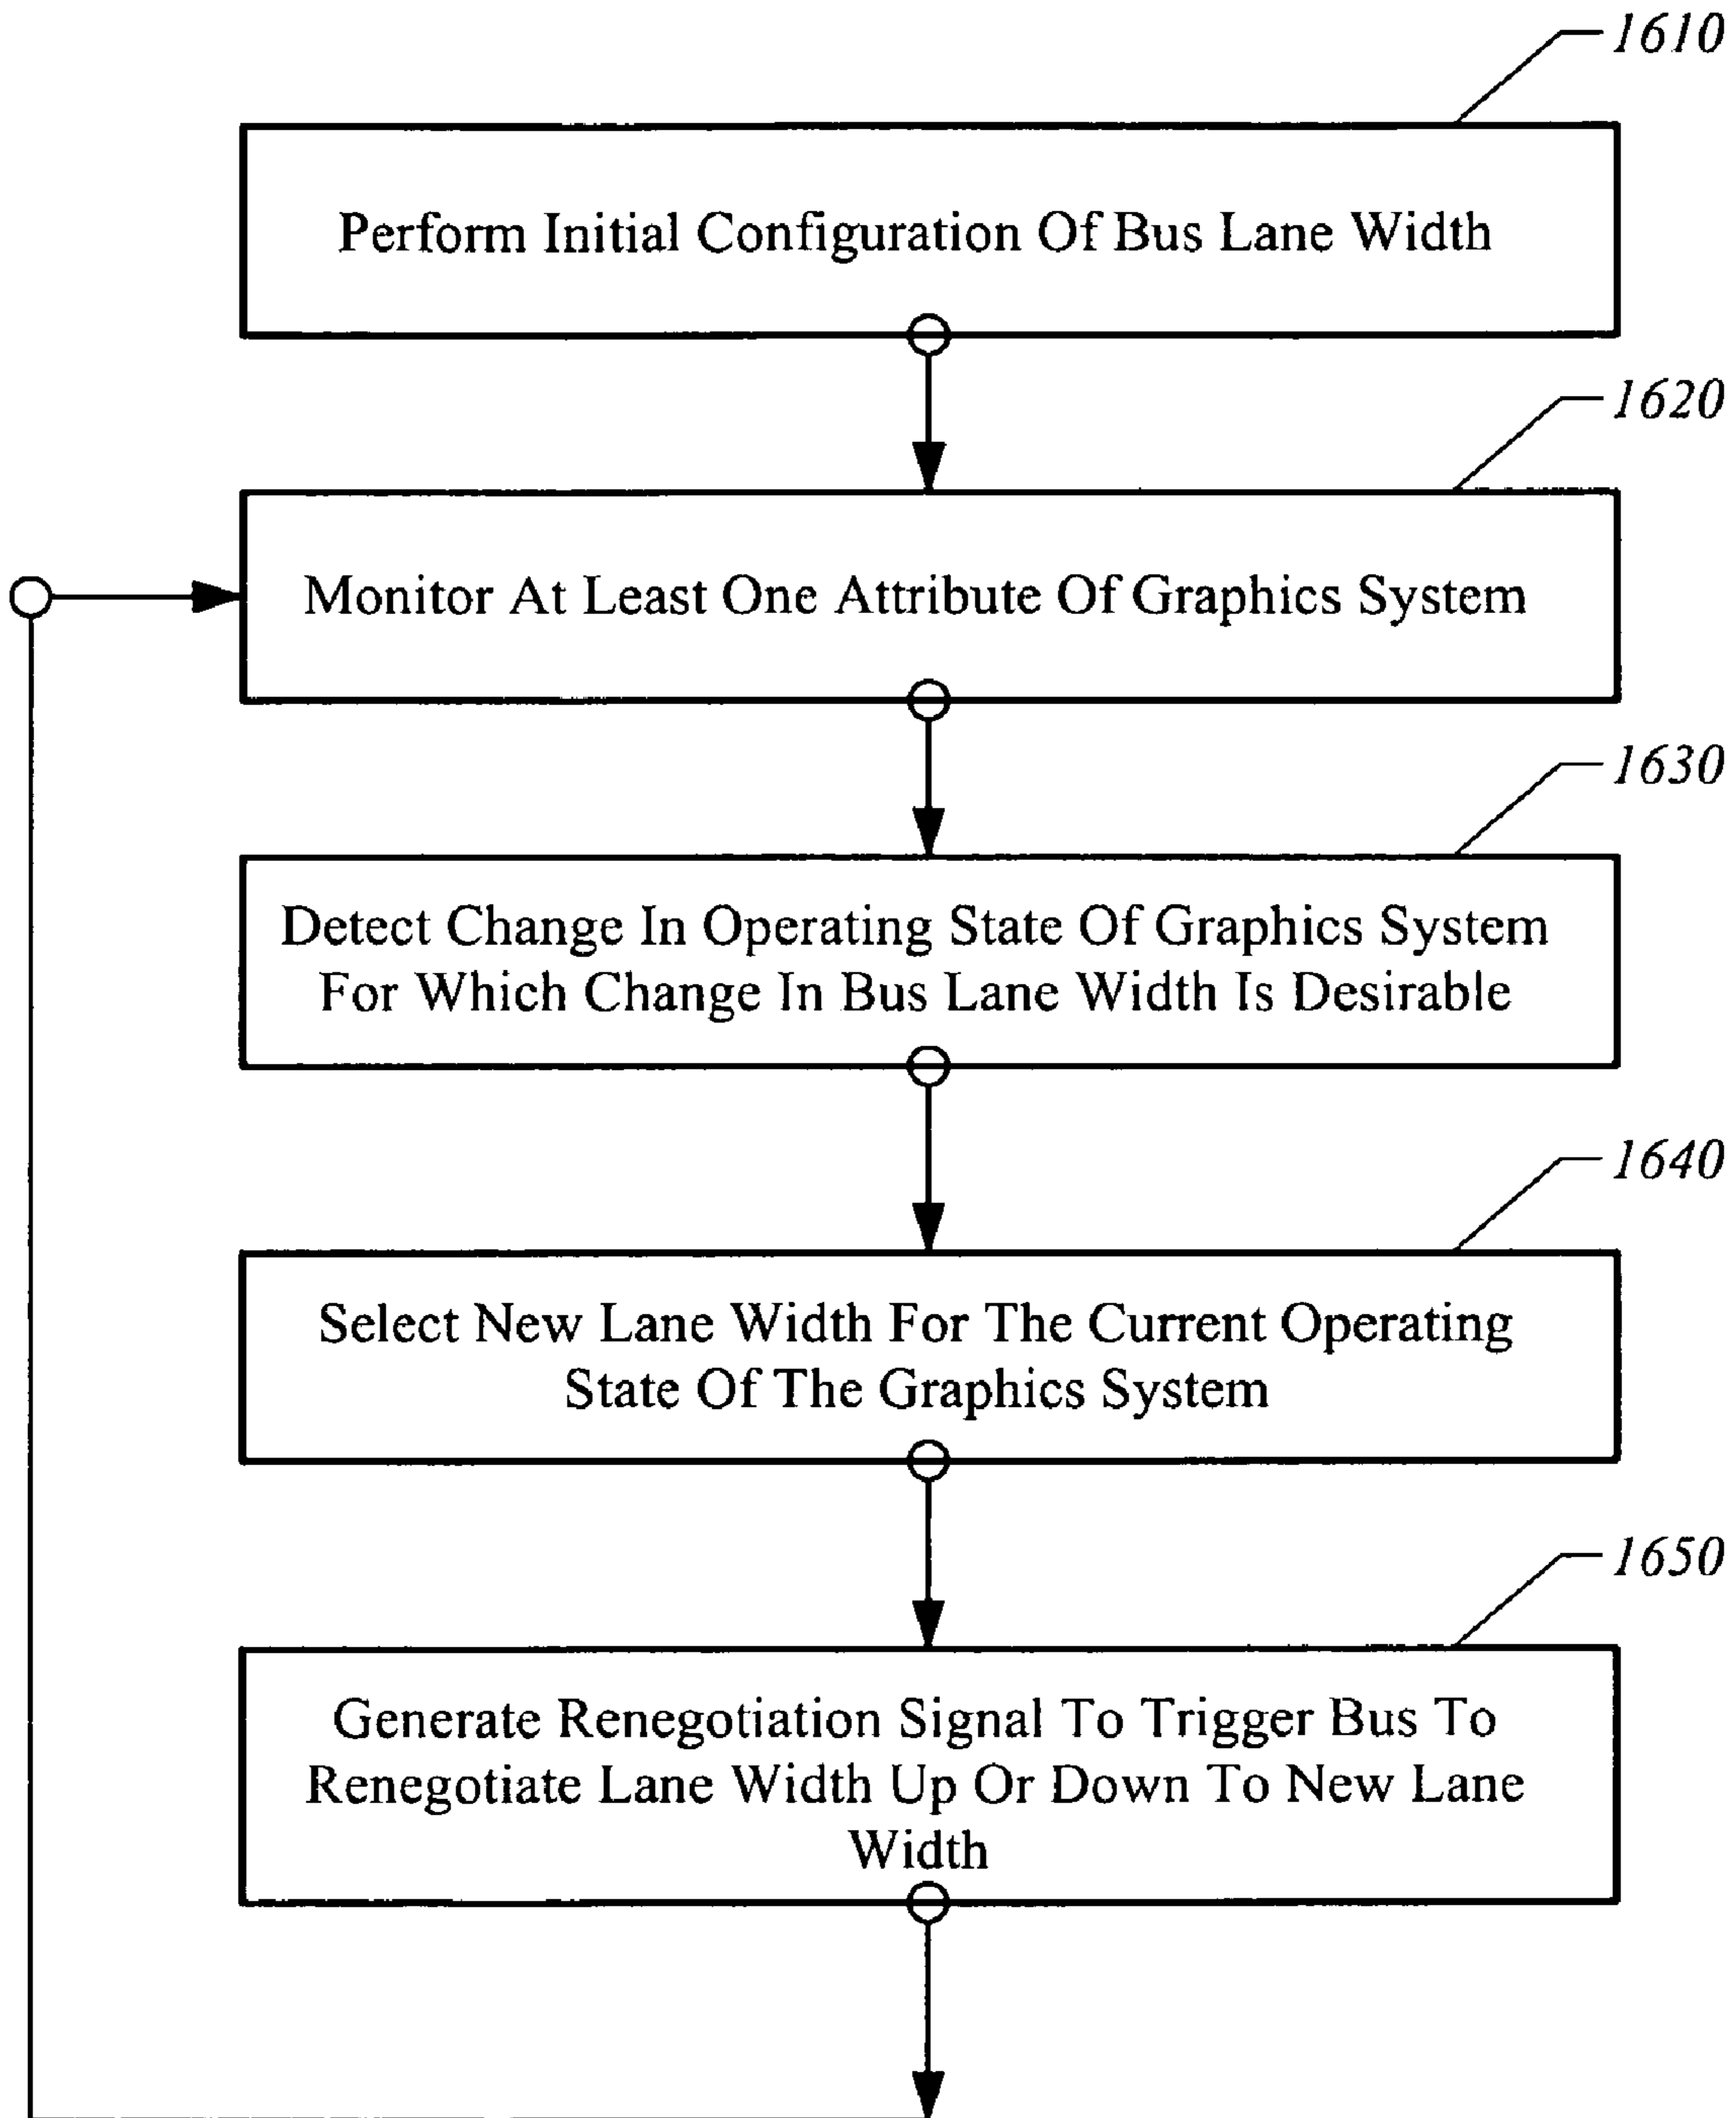 1610
Perform Initial Configuration Of Bus Lane Width
1620
Monitor At Least One Attribute Of Graphics System
1630
Detect Change In Operating State Of Graphics System
For Which Change In Bus Lane Width Is Desirable
1640
Select New Lane Width For The Current Operating
State Of The Graphics System
1650
Generate Renegotiation Signal To Trigger Bus To
Renegotiate Lane Width Up Or Down To New Lane
Width